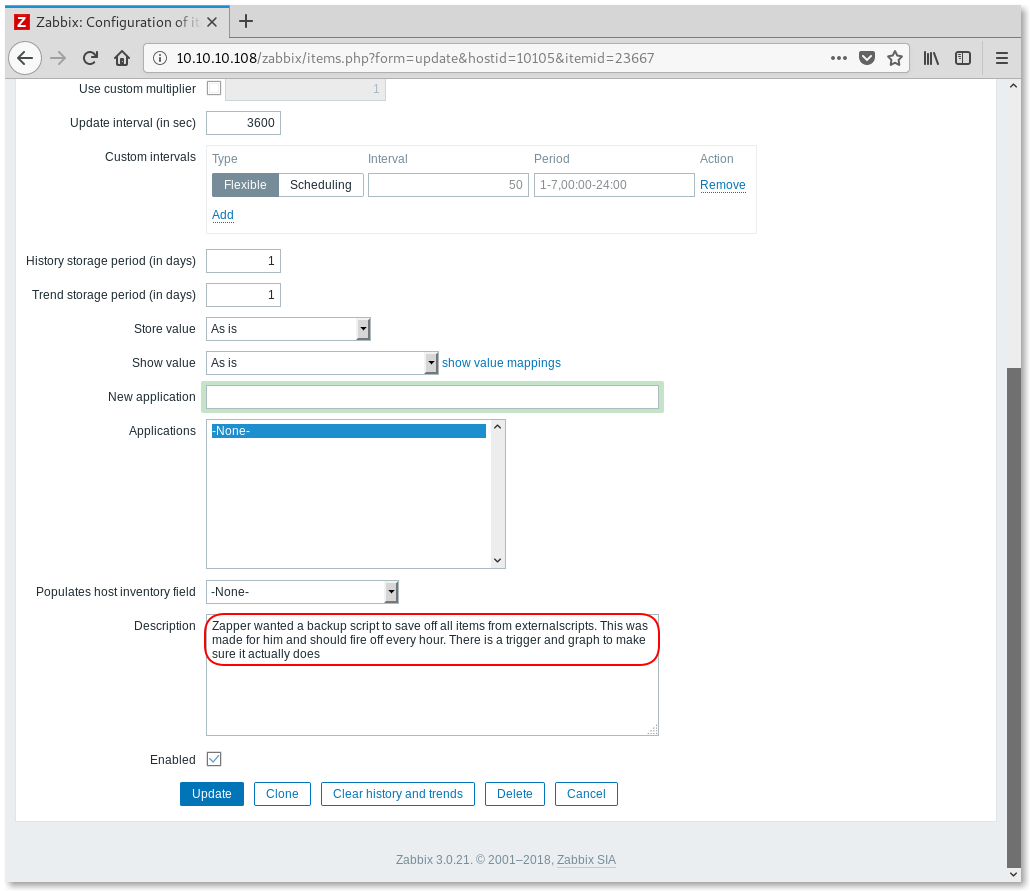 Zabbix: Configuration of it
10.10.10.108/zabbix/items.php?form=update&hostid=10105&itemid=23667
Use custom multiplier 1
Update interval (in sec) 3600
Custom intervals Type Interval Period Action
Flexible Scheduling 50 1-7,00:00-24:00 Remove
Add
History storage period (in days) 1
Trend storage period (in days) 1
Store value As is
Show value As is show value mappings
New application
Applications -None-
Populates host inventory field -None-
Description Zapper wanted a backup script to save off all items from externalscripts. This was
made for him and should fire off every hour. There is a trigger and graph to make
sure it actually does
Enabled
Update Clone Clear history and trends Delete Cancel
Zabbix 3.0.21. © 2001–2018, Zabbix SIA